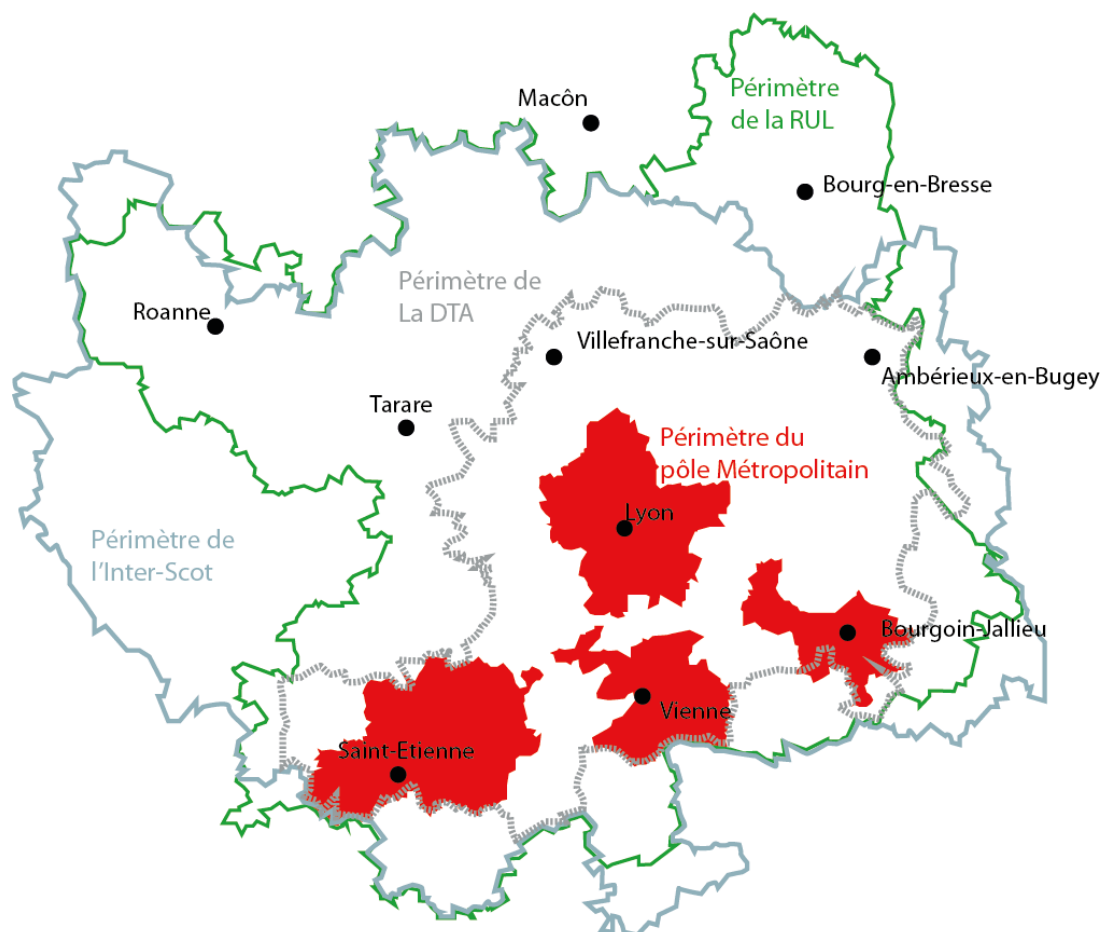 Périmètre
de la RUL
Macôn
Bourg-en-Bresse
Périmètre de
La DTA
Roanne
Villefranche-sur-Saône
Ambérieux-en-Bugey
Tarare
Périmètre du
pôle Métropolitain
Lyon
Périmètre de
l'Inter-Scot
Bourgoin-Jallieu
Vienne
Saint-Etienne